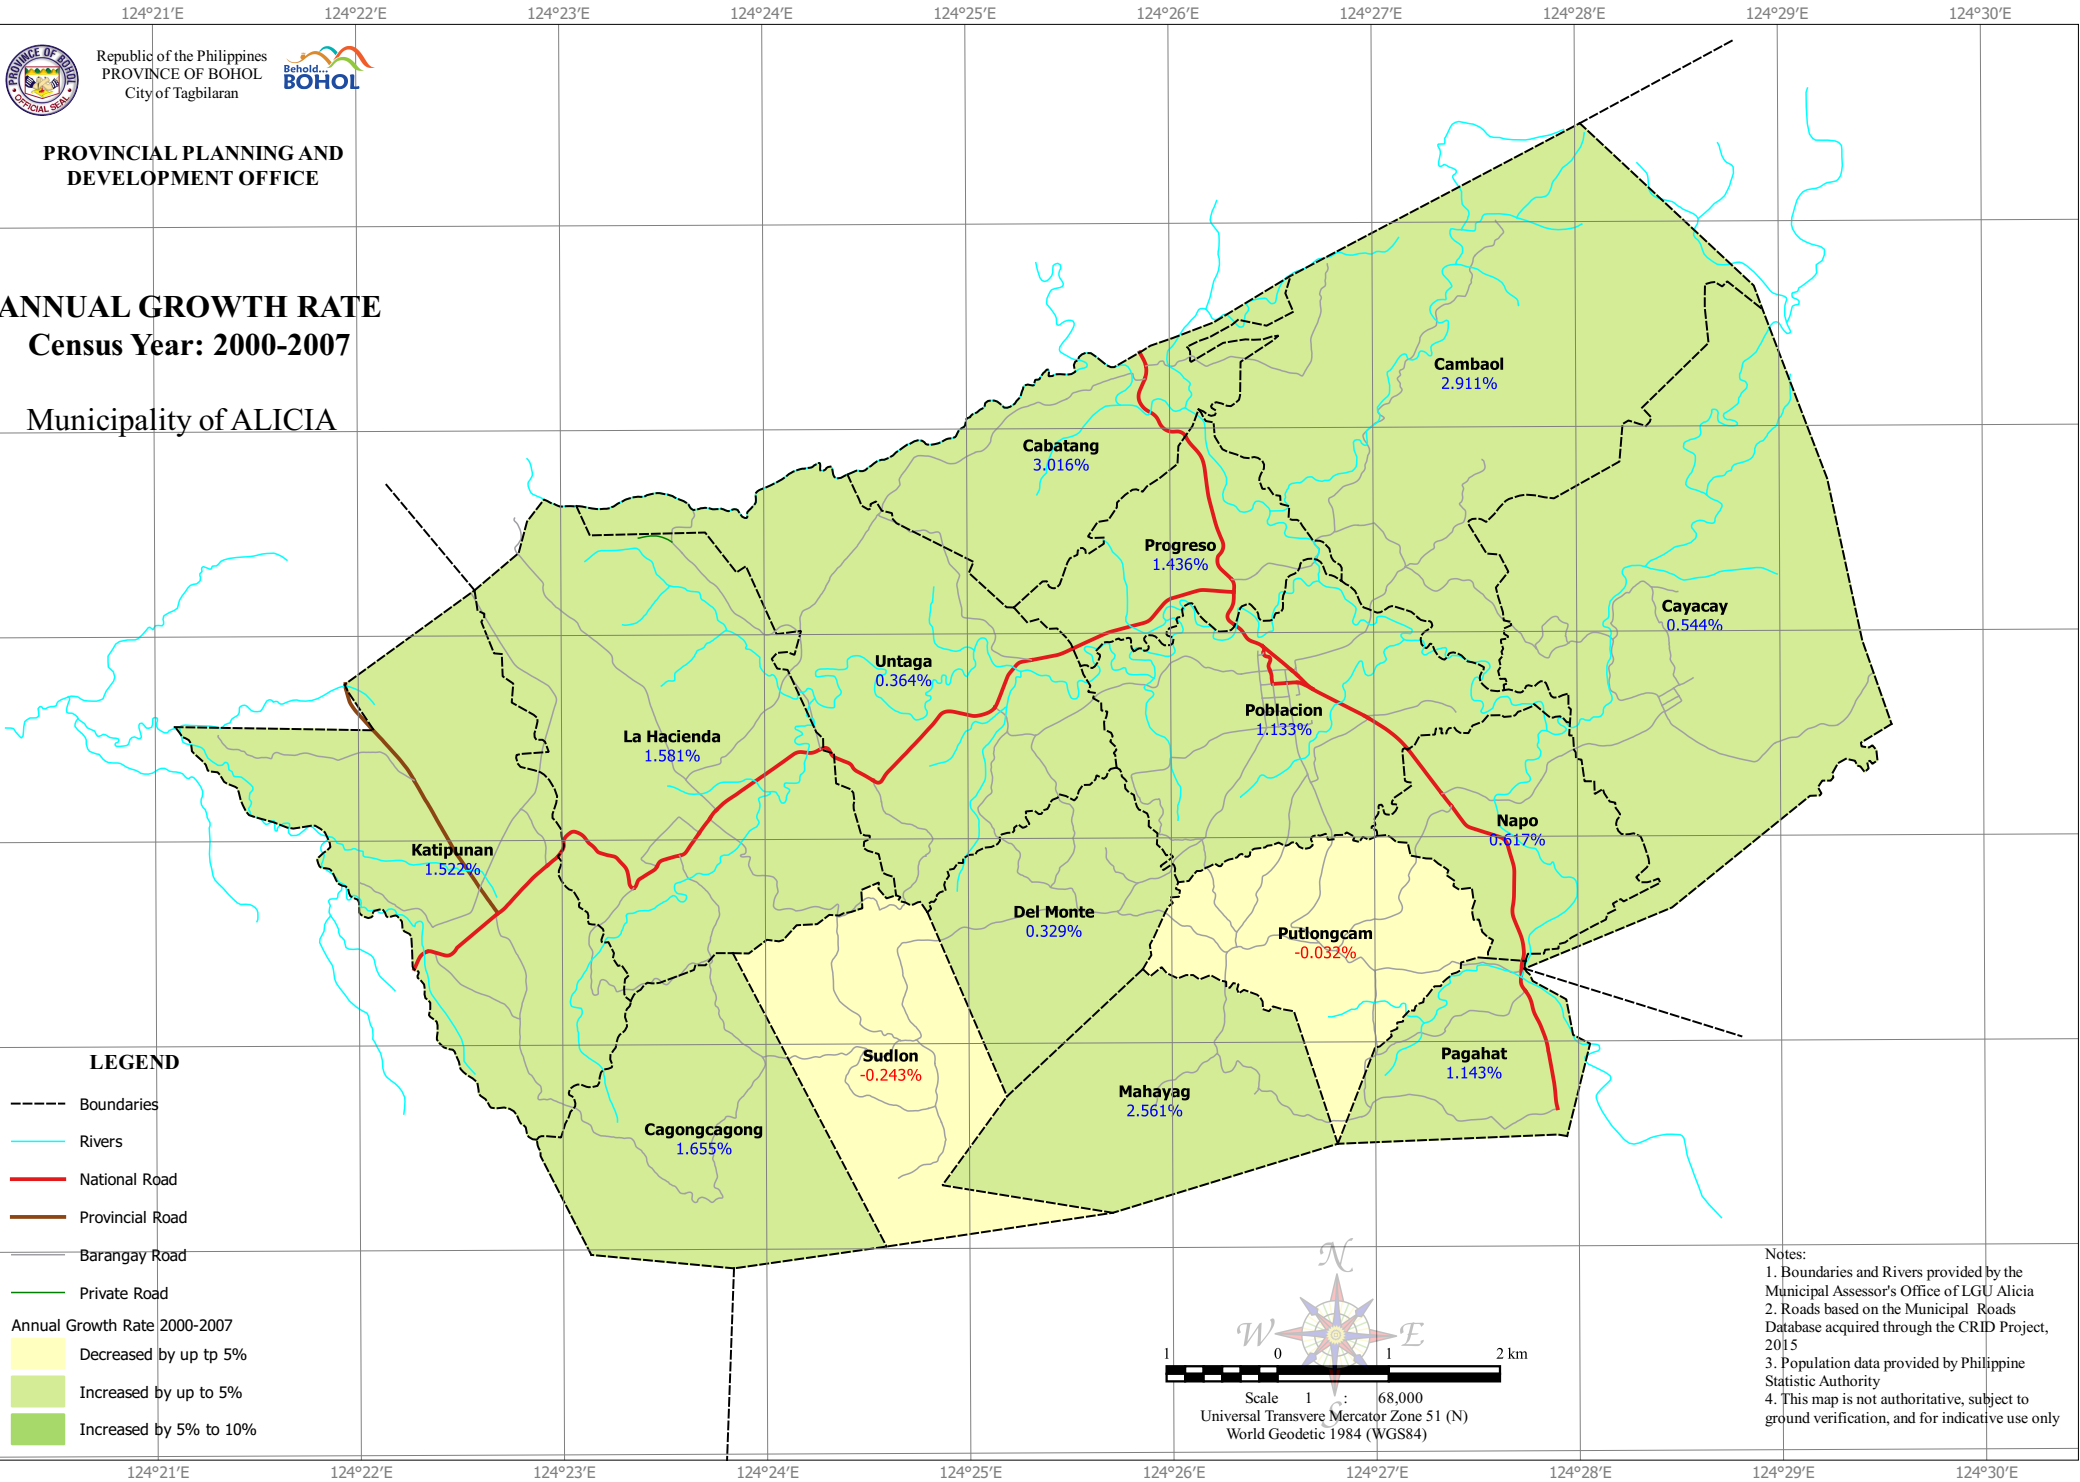 124°21′E
124°22′E
124°23′E
124°24′E
124°25′E
124°26′E
124°27′E
124°28′E
124°29′E
124°30′E
PROVINCE OF BOHOL
OFFICIAL SEAL
Republic of the Philippines
PROVINCE OF BOHOL
City of Tagbilaran
Behold...
BOHOL
PROVINCIAL PLANNING AND
DEVELOPMENT OFFICE
ANNUAL GROWTH RATE
Census Year: 2000-2007
Municipality of ALICIA
Cambaol
2.911%
Cabatang
3.016%
Progreso
1.436%
Cayacay
0.544%
Untaga
0.364%
Poblacion
1.133%
La Hacienda
1.581%
Napo
0.617%
Katipunan
1.522%
Del Monte
0.329%
Putlongcam
-0.032%
Sudlon
-0.243%
Pagahat
1.143%
Mahayag
2.561%
Cagongcagong
1.655%
LEGEND
Boundaries
Rivers
National Road
Provincial Road
Barangay Road
Private Road
Annual Growth Rate 2000-2007
Decreased by up tp 5%
Increased by up to 5%
Increased by 5% to 10%
N
W
E
S
1 0 1 2 km
Scale 1 : 68,000
Universal Transvere Mercator Zone 51 (N)
World Geodetic 1984 (WGS84)
Notes:
1. Boundaries and Rivers provided by the
Municipal Assessor's Office of LGU Alicia
2. Roads based on the Municipal Roads
Database acquired through the CRID Project,
2015
3. Population data provided by Philippine
Statistic Authority
4. This map is not authoritative, subject to
ground verification, and for indicative use only
124°21′E
124°22′E
124°23′E
124°24′E
124°25′E
124°26′E
124°27′E
124°28′E
124°29′E
124°30′E